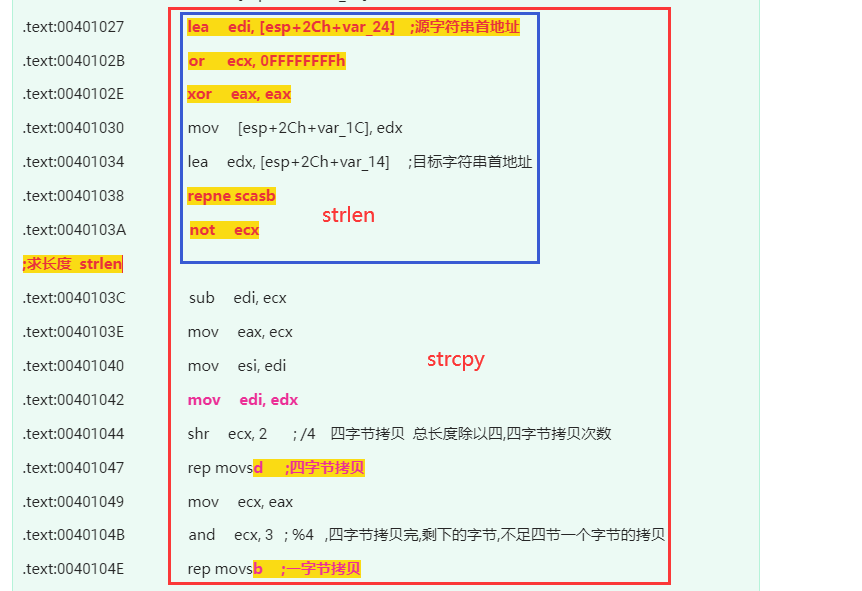 .text:00401027 lea edi, [esp+2Ch+var_24] ;源字符串首地址
.text:0040102B or ecx, 0FFFFFFFFh
.text:0040102E xor eax, eax
.text:00401030 mov [esp+2Ch+var_1C], edx
.text:00401034 lea edx, [esp+2Ch+var_14] ;目标字符串首地址
.text:00401038 repne scasb
strlen
.text:0040103A not ecx
;求长度 strlen
.text:0040103C sub edi, ecx
.text:0040103E mov eax, ecx
.text:00401040 mov esi, edi
strcpy
.text:00401042 mov edi, edx
.text:00401044 shr ecx, 2 ; /4 四字节拷贝 总长度除以四,四字节拷贝次数
.text:00401047 rep movsd ;四字节拷贝
.text:00401049 mov ecx, eax
.text:0040104B and ecx, 3 ; %4 ,四字节拷贝完,剩下的字节,不足四节一个字节的拷贝
.text:0040104E rep movsb ;一字节拷贝